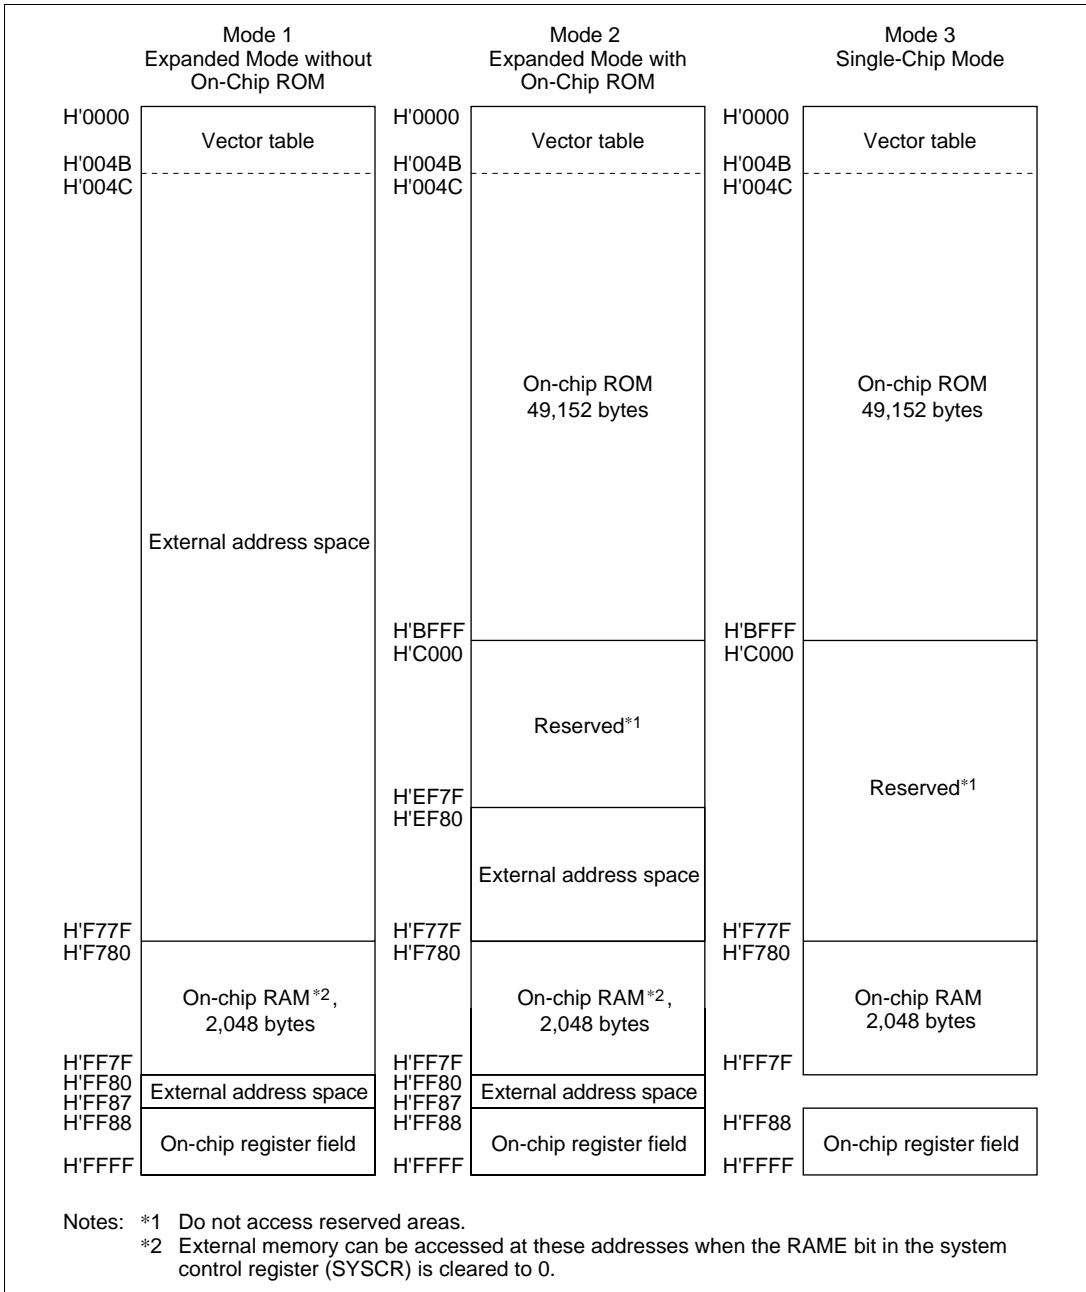 Mode 1
Expanded Mode without
On-Chip ROM
H'0000
Vector table
H'004B
H'004C
External address space
H'F77F
H'F780
On-chip RAM*2,
2,048 bytes
H'FF7F
H'FF80
External address space
H'FF87
H'FF88
On-chip register field
H'FFFF
Mode 2
Expanded Mode with
On-Chip ROM
H'0000
Vector table
H'004B
H'004C
On-chip ROM
49,152 bytes
H'BFFF
H'C000
Reserved*1
H'EF7F
H'EF80
External address space
H'F77F
H'F780
On-chip RAM*2,
2,048 bytes
H'FF7F
H'FF80
External address space
H'FF87
H'FF88
On-chip register field
H'FFFF
Mode 3
Single-Chip Mode
H'0000
Vector table
H'004B
H'004C
On-chip ROM
49,152 bytes
H'BFFF
H'C000
Reserved*1
H'F77F
H'F780
On-chip RAM
2,048 bytes
H'FF7F
H'FF88
On-chip register field
H'FFFF
Notes: *1 Do not access reserved areas.
*2 External memory can be accessed at these addresses when the RAME bit in the system
control register (SYSCR) is cleared to 0.